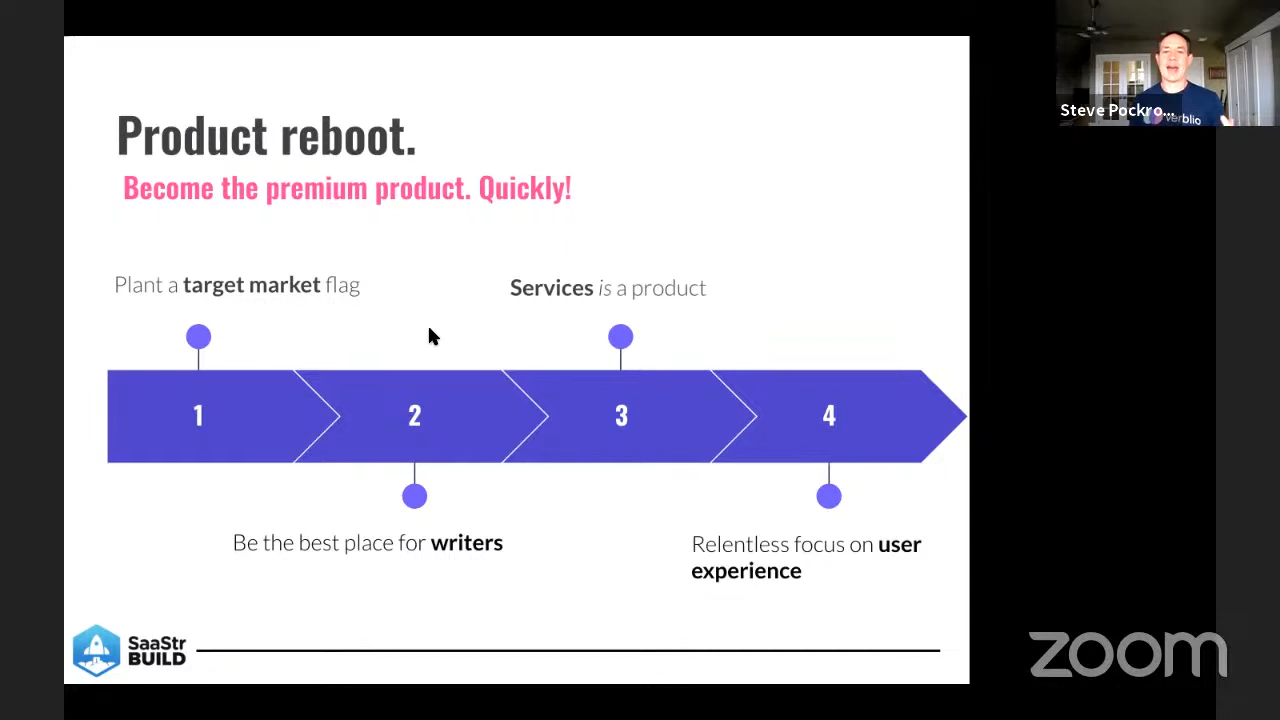 Product reboot.
Become the premium product. Quickly!
Plant a target market flag
Services is a product
1
2
3
4
Be the best place for writers
Relentless focus on user
experience
SaaStr
BUILD
Steve Pockro...
verblio
zoom